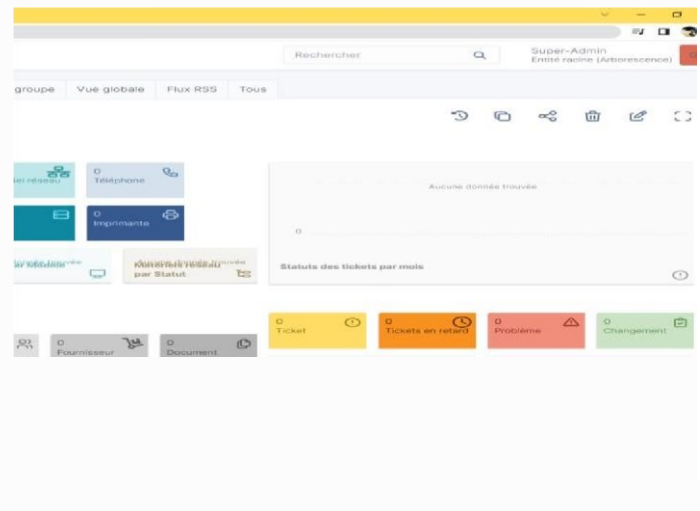 Rechercher
Super-Admin
Entité racine (Arborescence)
groupe Vue globale Flux RSS Tous
0
réseau
0
Téléphone
Aucune donnée trouvée
0
Imprimante
0
par Statut
Statuts des tickets par mois
0
Ticket
0
Tickets en retard
0
Problème
0
Changement
0
Fournisseur
0
Document